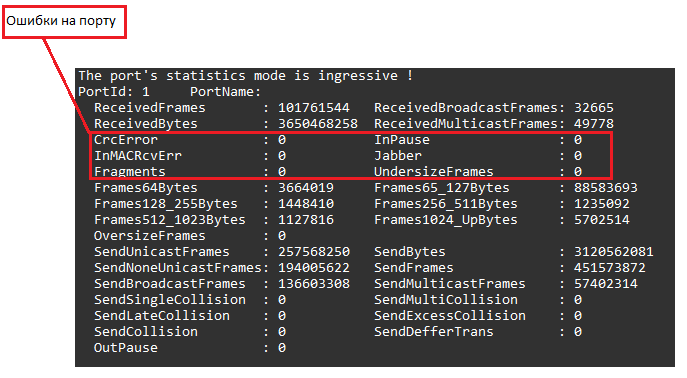 Ошибки на порту
The port's statistics mode is ingressive !
PortId: 1 PortName:
ReceivedFrames : 101761544 ReceivedBroadcastFrames: 32665
ReceivedBytes : 3650468258 ReceivedMulticastFrames: 49778
CrcError : 0 InPause : 0
InMACRcvErr : 0 Jabber : 0
Fragments : 0 UndersizeFrames : 0
Frames64Bytes : 3664019 Frames65_127Bytes : 88583693
Frames128_255Bytes : 1448410 Frames256_511Bytes : 1235092
Frames512_1023Bytes : 1127816 Frames1024_UpBytes : 5702514
OversizeFrames : 0
SendUnicastFrames : 257568250 SendBytes : 3120562081
SendNoneUnicastFrames: 194005622 SendFrames : 451573872
SendBroadcastFrames : 136603308 SendMulticastFrames : 57402314
SendSingleCollision : 0 SendMultiCollision : 0
SendLateCollision : 0 SendExcessCollision : 0
SendCollision : 0 SendDefferTrans : 0
OutPause : 0